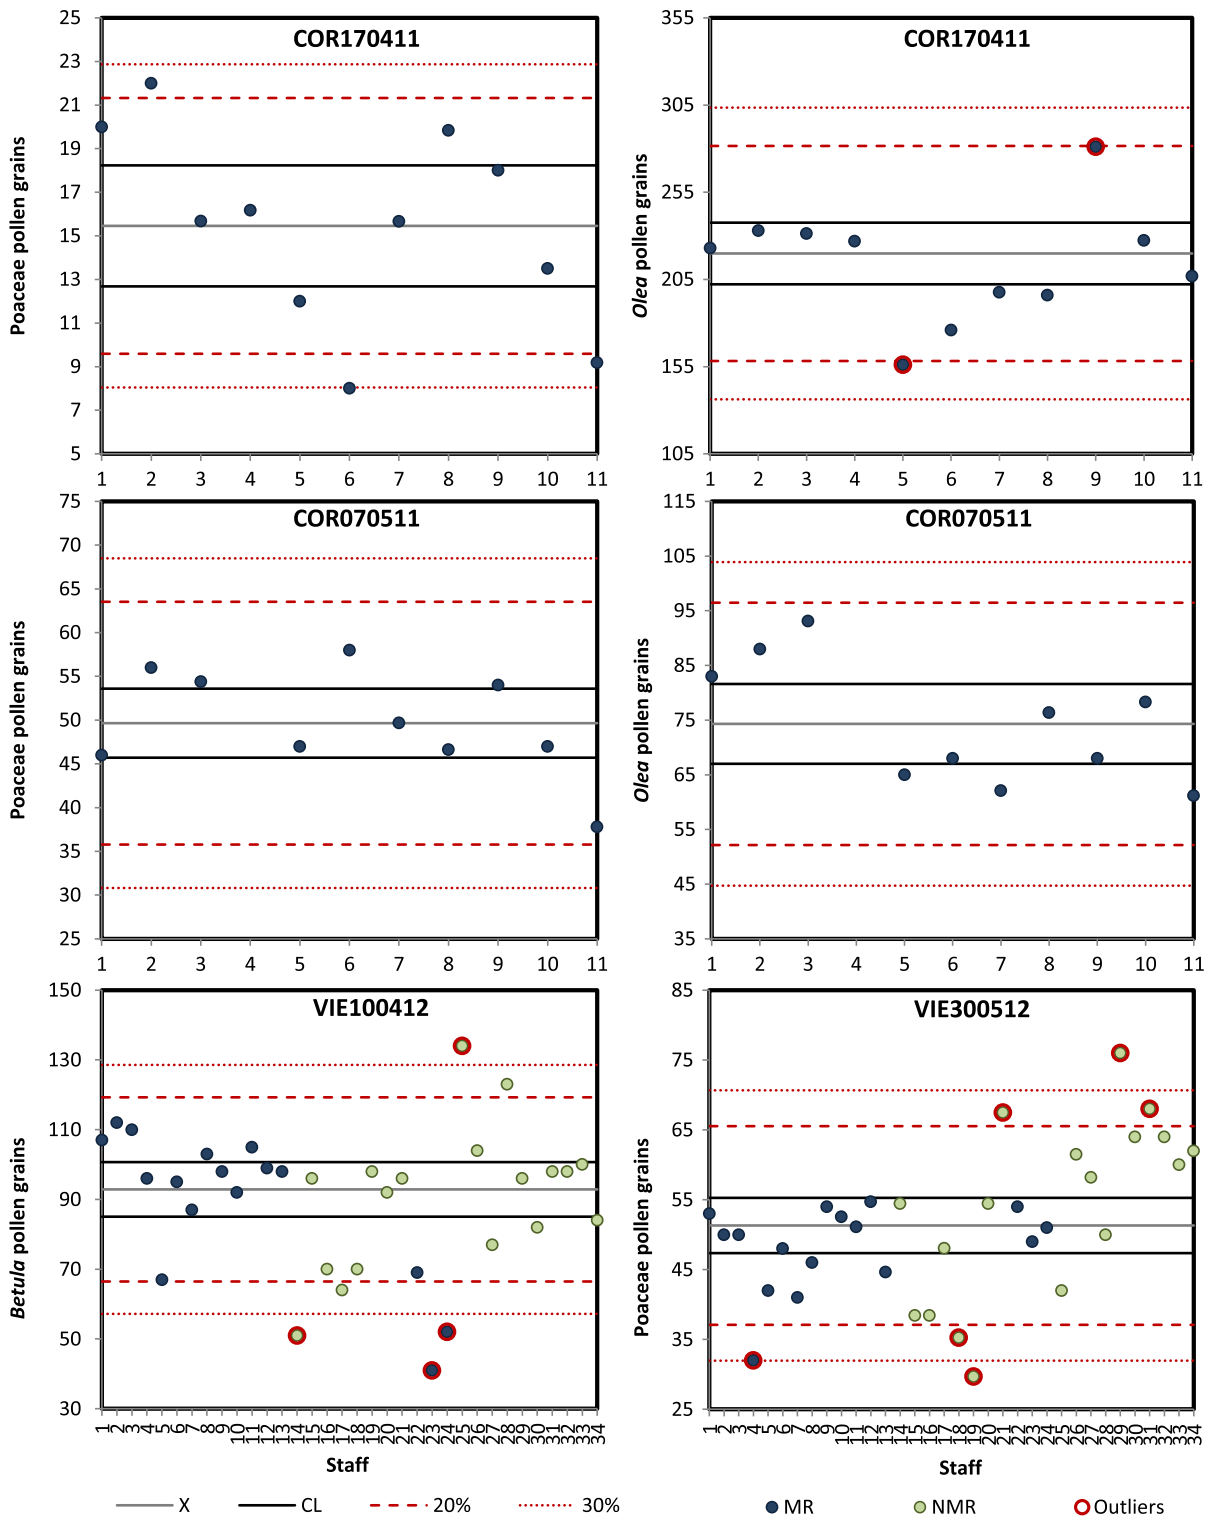 COR170411
Poaceae pollen grains
25
23
21
19
17
15
13
11
9
7
5
1 2 3 4 5 6 7 8 9 10 11
COR170411
Olea pollen grains
355
305
255
205
155
105
1 2 3 4 5 6 7 8 9 10 11
COR070511
Poaceae pollen grains
75
70
65
60
55
50
45
40
35
30
25
1 2 3 4 5 6 7 8 9 10 11
COR070511
Olea pollen grains
115
105
95
85
75
65
55
45
35
1 2 3 4 5 6 7 8 9 10 11
VIE100412
Betula pollen grains
150
130
110
90
70
50
30
1 2 3 4 5 6 7 8 9 10 11 12 13 14 15 16 17 18 19 20 21 22 23 24 25 26 27 28 29 30 31 32 33 34
Staff
VIE300512
Poaceae pollen grains
85
75
65
55
45
35
25
1 2 3 4 5 6 7 8 9 10 11 12 13 14 15 16 17 18 19 20 21 22 23 24 25 26 27 28 29 30 31 32 33 34
Staff
X CL 20% 30% MR NMR Outliers